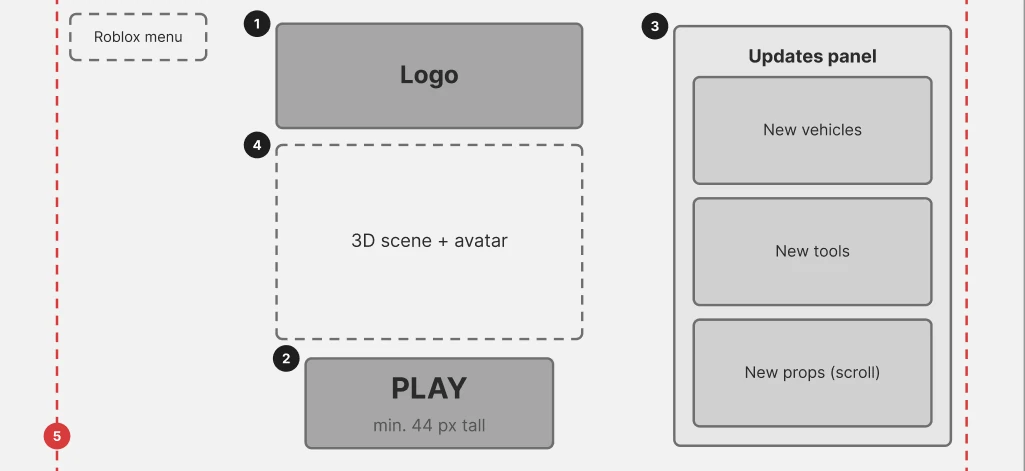 Roblox menu
1
Logo
4
3D scene + avatar
2
PLAY
min. 44 px tall
3
Updates panel
New vehicles
New tools
New props (scroll)
5